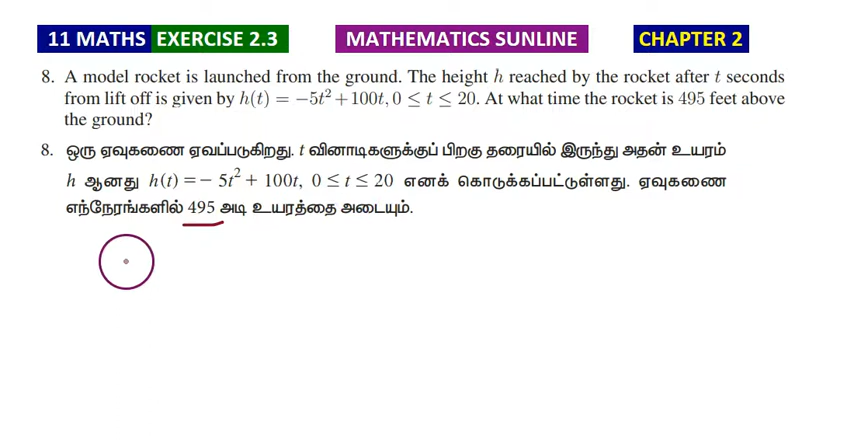 11 MATHS EXERCISE 2.3 MATHEMATICS SUNLINE CHAPTER 2
8. A model rocket is launched from the ground. The height h reached by the rocket after t seconds
from lift off is given by h(t) = −5t² + 100t, 0 ≤ t ≤ 20. At what time the rocket is 495 feet above
the ground?
8. ஒரு ஏவுகணை ஏவப்படுகிறது. t வினாடிகளுக்குப் பிறகு தரையில் இருந்து அதன் உயரம்
h ஆனது h(t) = − 5t² + 100t, 0 ≤ t ≤ 20 எனக் கொடுக்கப்பட்டுள்ளது. ஏவுகணை
எந்நேரங்களில் 495 அடி உயரத்தை அடையும்.